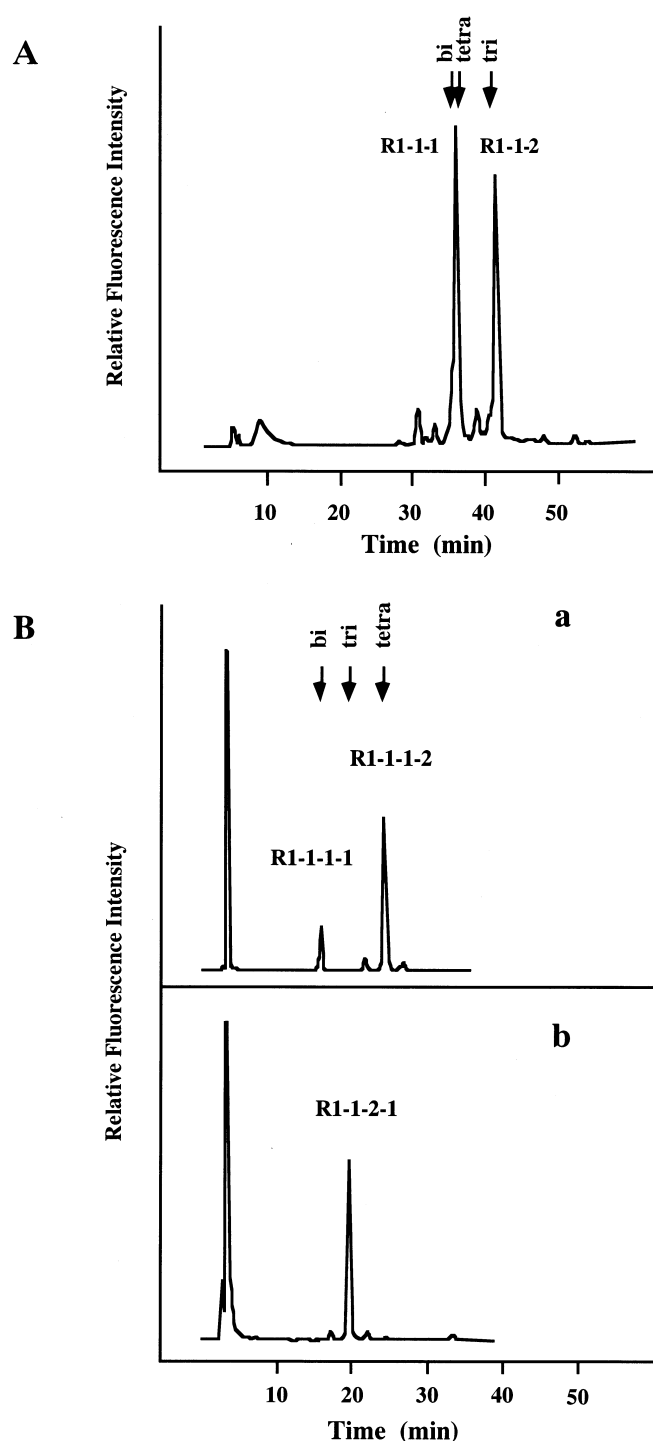 A
bi
tetra
tri
R1-1-1
R1-1-2
Relative Fluorescence Intensity
10 20 30 40 50
Time (min)
B
a
bi
tri
tetra
R1-1-1-2
R1-1-1-1
Relative Fluorescence Intensity
b
R1-1-2-1
10 20 30 40 50
Time (min)